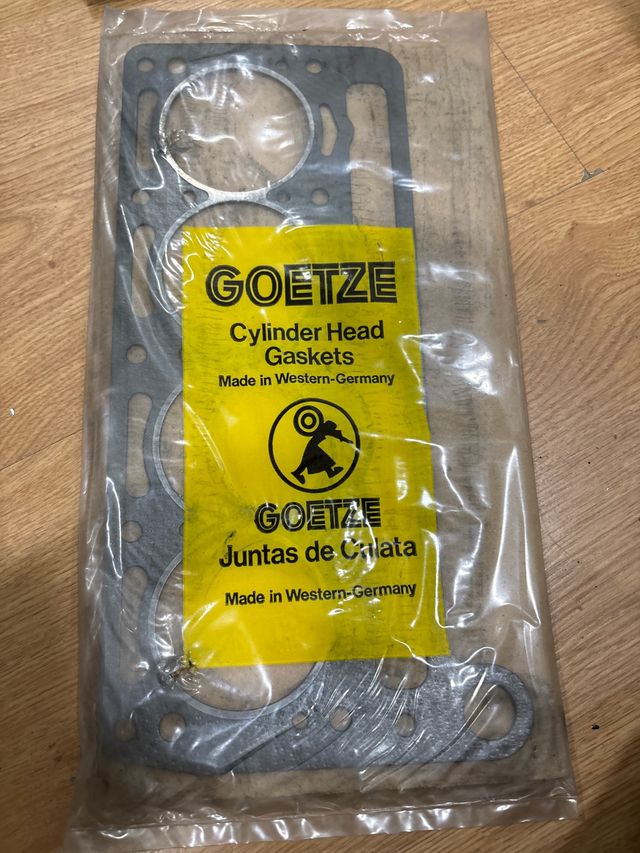 GOETZE
Cylinder Head
Gaskets
Made in Western-Germany
GOETZE
Juntas de Culata
Made in Western-Germany